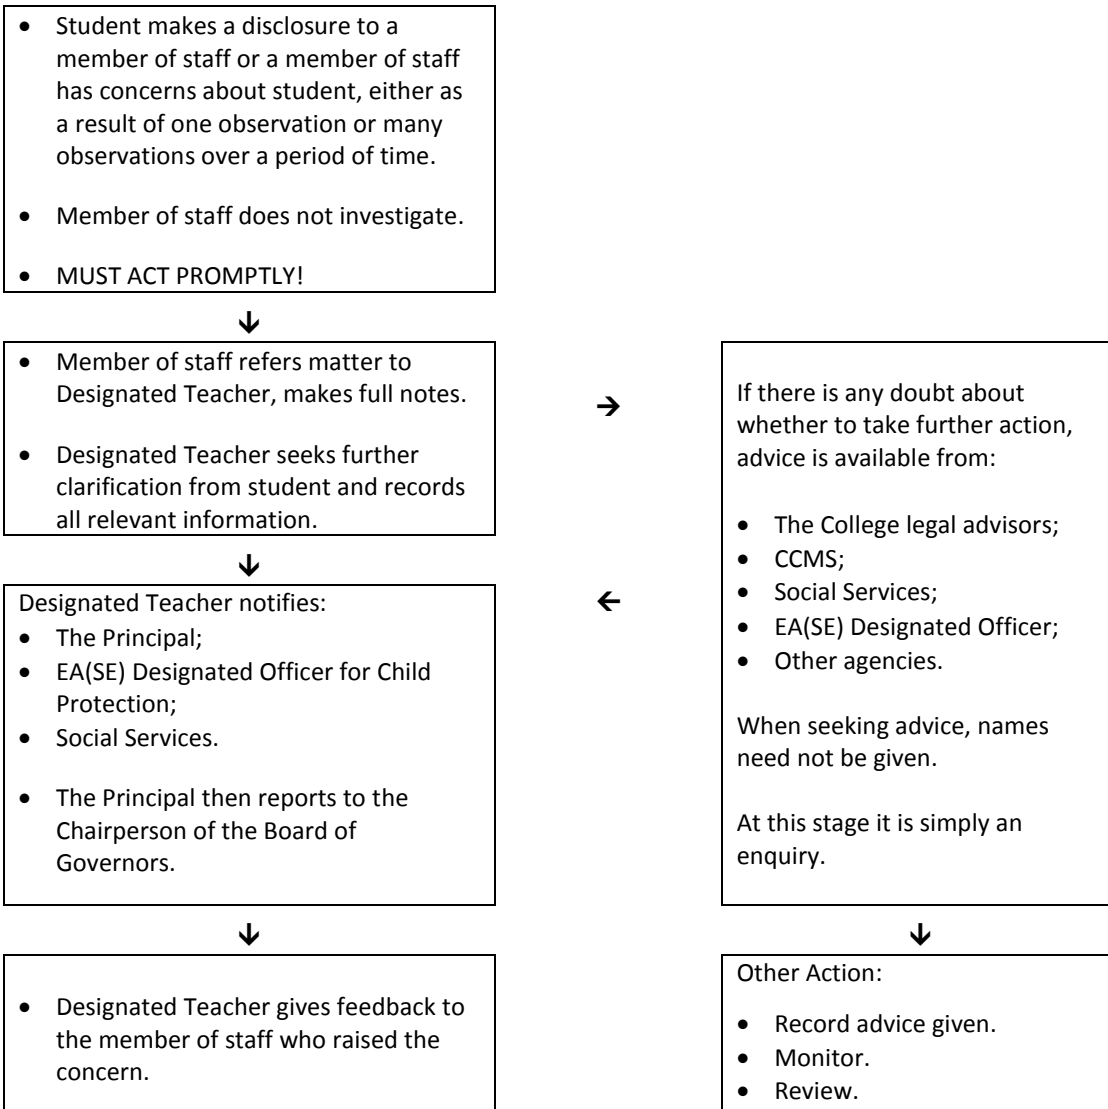 • Student makes a disclosure to a
member of staff or a member of staff
has concerns about student, either as
a result of one observation or many
observations over a period of time.
• Member of staff does not investigate.
• MUST ACT PROMPTLY!
↓
• Member of staff refers matter to
Designated Teacher, makes full notes.
• Designated Teacher seeks further
clarification from student and records
all relevant information.
→
If there is any doubt about
whether to take further action,
advice is available from:
• The College legal advisors;
• CCMS;
• Social Services;
• EA(SE) Designated Officer;
• Other agencies.
When seeking advice, names
need not be given.
At this stage it is simply an
enquiry.
↓
←
Designated Teacher notifies:
• The Principal;
• EA(SE) Designated Officer for Child
Protection;
• Social Services.
• The Principal then reports to the
Chairperson of the Board of
Governors.
↓
• Designated Teacher gives feedback to
the member of staff who raised the
concern.
↓
Other Action:
• Record advice given.
• Monitor.
• Review.